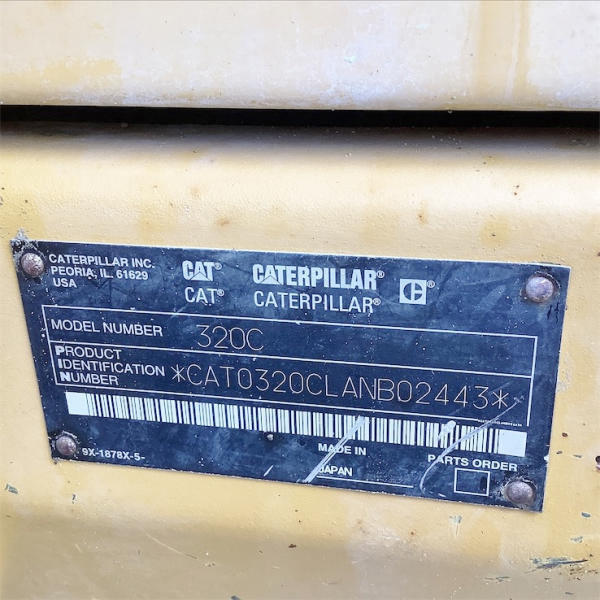 CATERPILLAR INC.
PEORIA, IL. 61629
USA
CAT® CATERPILLAR®
CAT® CATERPILLAR®
MODEL NUMBER 320C
PRODUCT
IDENTIFICATION
NUMBER *CAT0320CLANB02443*
MADE IN
JAPAN
PARTS ORDER
9X-1878X-5-